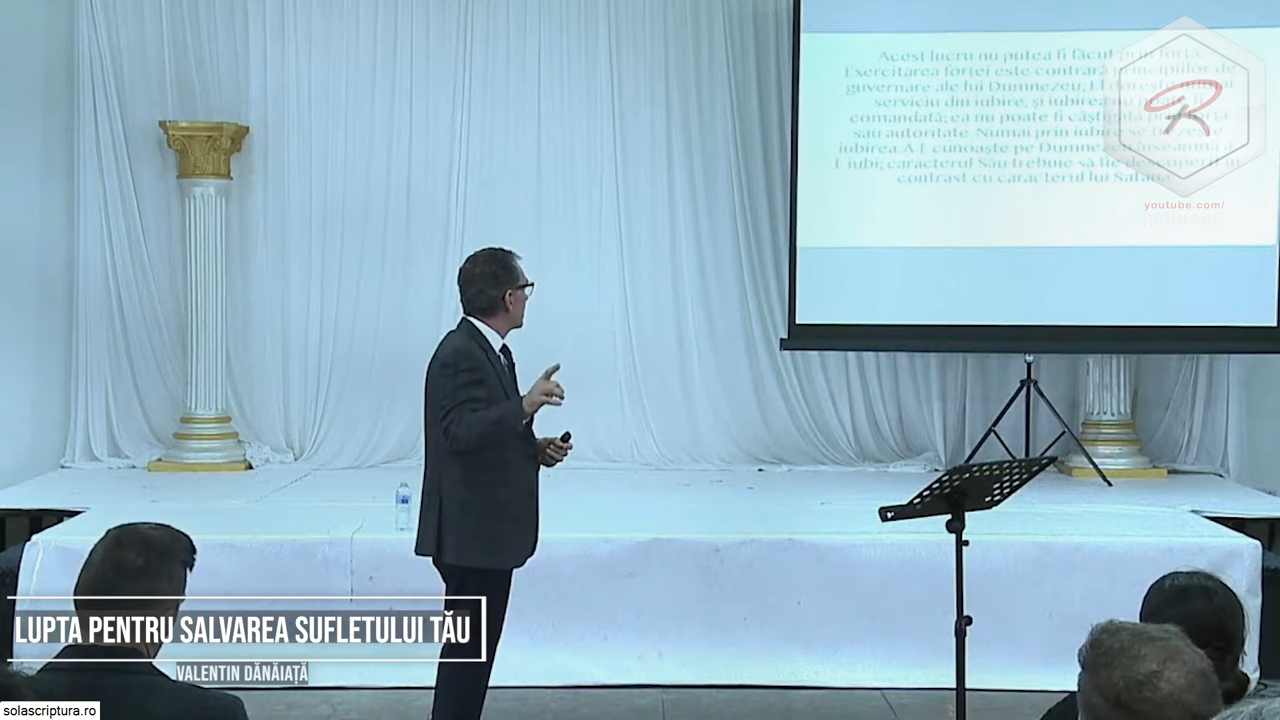 Acest lucru nu putea fi făcut prin forță.
Exercitarea forței este contrară principiilor de
guvernare ale lui Dumnezeu; El dorește numai
serviciu din iubire, și iubirea nu poate fi
comandată; ea nu poate fi câștigată prin forță
sau autoritate. Numai prin iubire se trezește
iubirea. A-L cunoaște pe Dumnezeu înseamnă a-
L iubi; caracterul Său trebuie să fie descoperit în
contrast cu caracterul lui Satana
R
youtube.com/
LUPTA PENTRU SALVAREA SUFLETULUI TĂU
VALENTIN DĂNĂIAȚĂ
solascriptura.ro